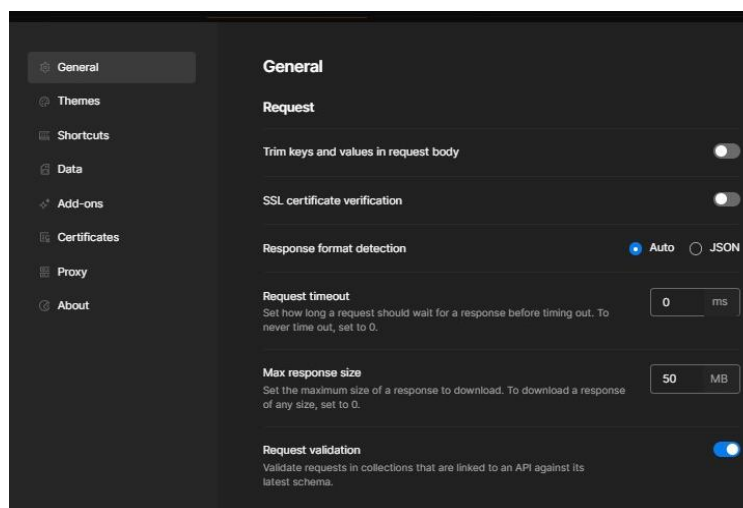 General
Themes
Shortcuts
Data
Add-ons
Certificates
Proxy
About
General
Request
Trim keys and values in request body
SSL certificate verification
Response format detection Auto JSON
Request timeout
Set how long a request should wait for a response before timing out. To
never time out, set to 0.
0 ms
Max response size
Set the maximum size of a response to download. To download a response
of any size, set to 0.
50 MB
Request validation
Validate requests in collections that are linked to an API against its
latest schema.